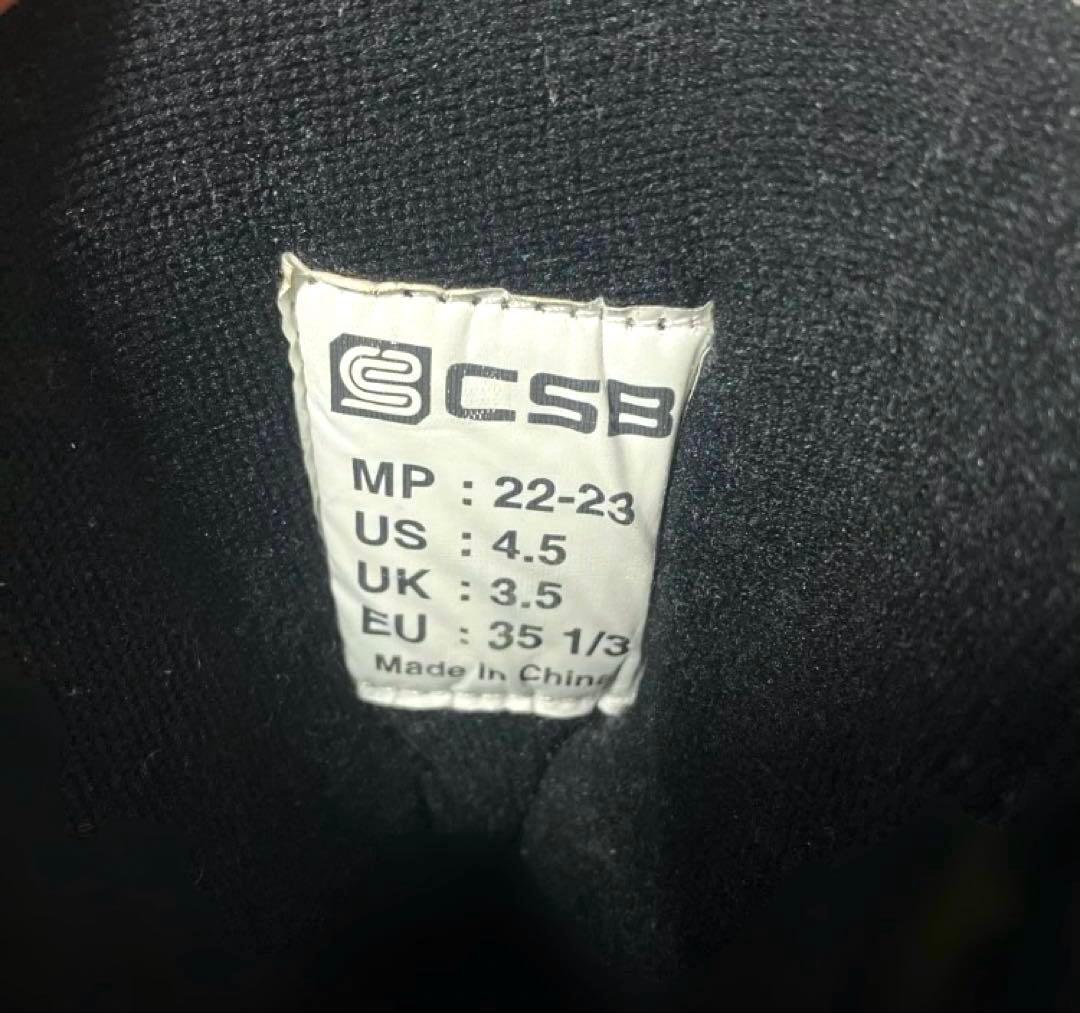 CSB
MP : 22-23
US : 4.5
UK : 3.5
EU : 35 1/3
Made In China